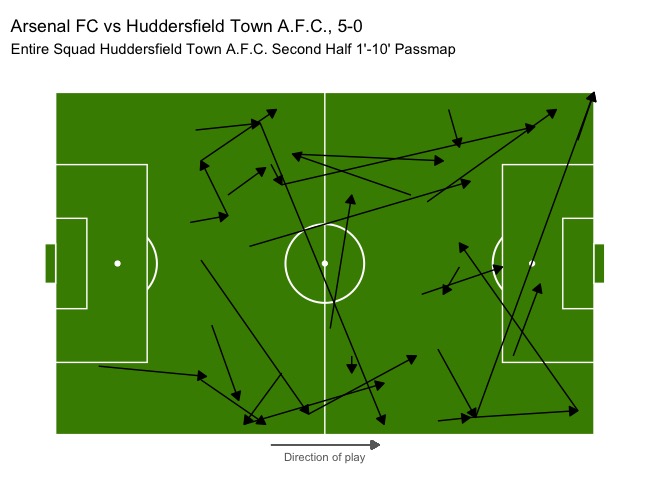 Arsenal FC vs Huddersfield Town A.F.C., 5-0
Entire Squad Huddersfield Town A.F.C. Second Half 1'-10' Passmap
Direction of play